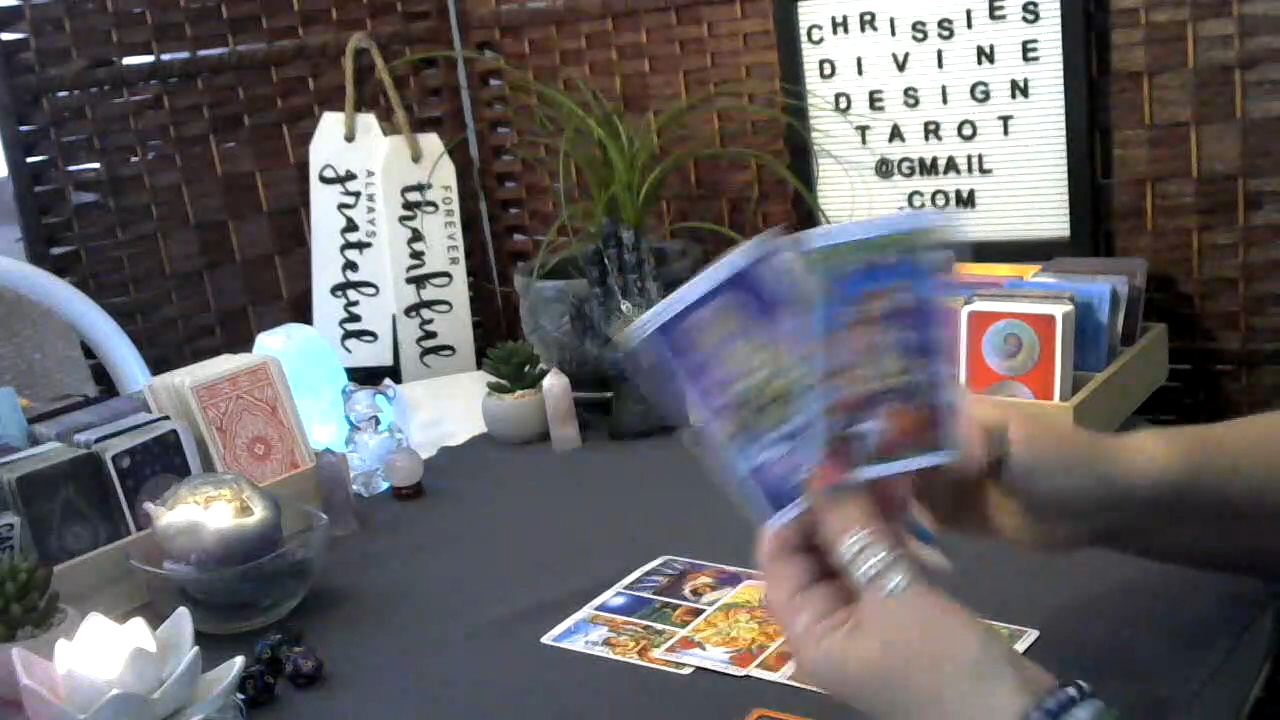 CHRISSIES
DIVINE
DESIGN
TAROT
@GMAIL
COM
ALWAYS
grateful
FOREVER
thankful